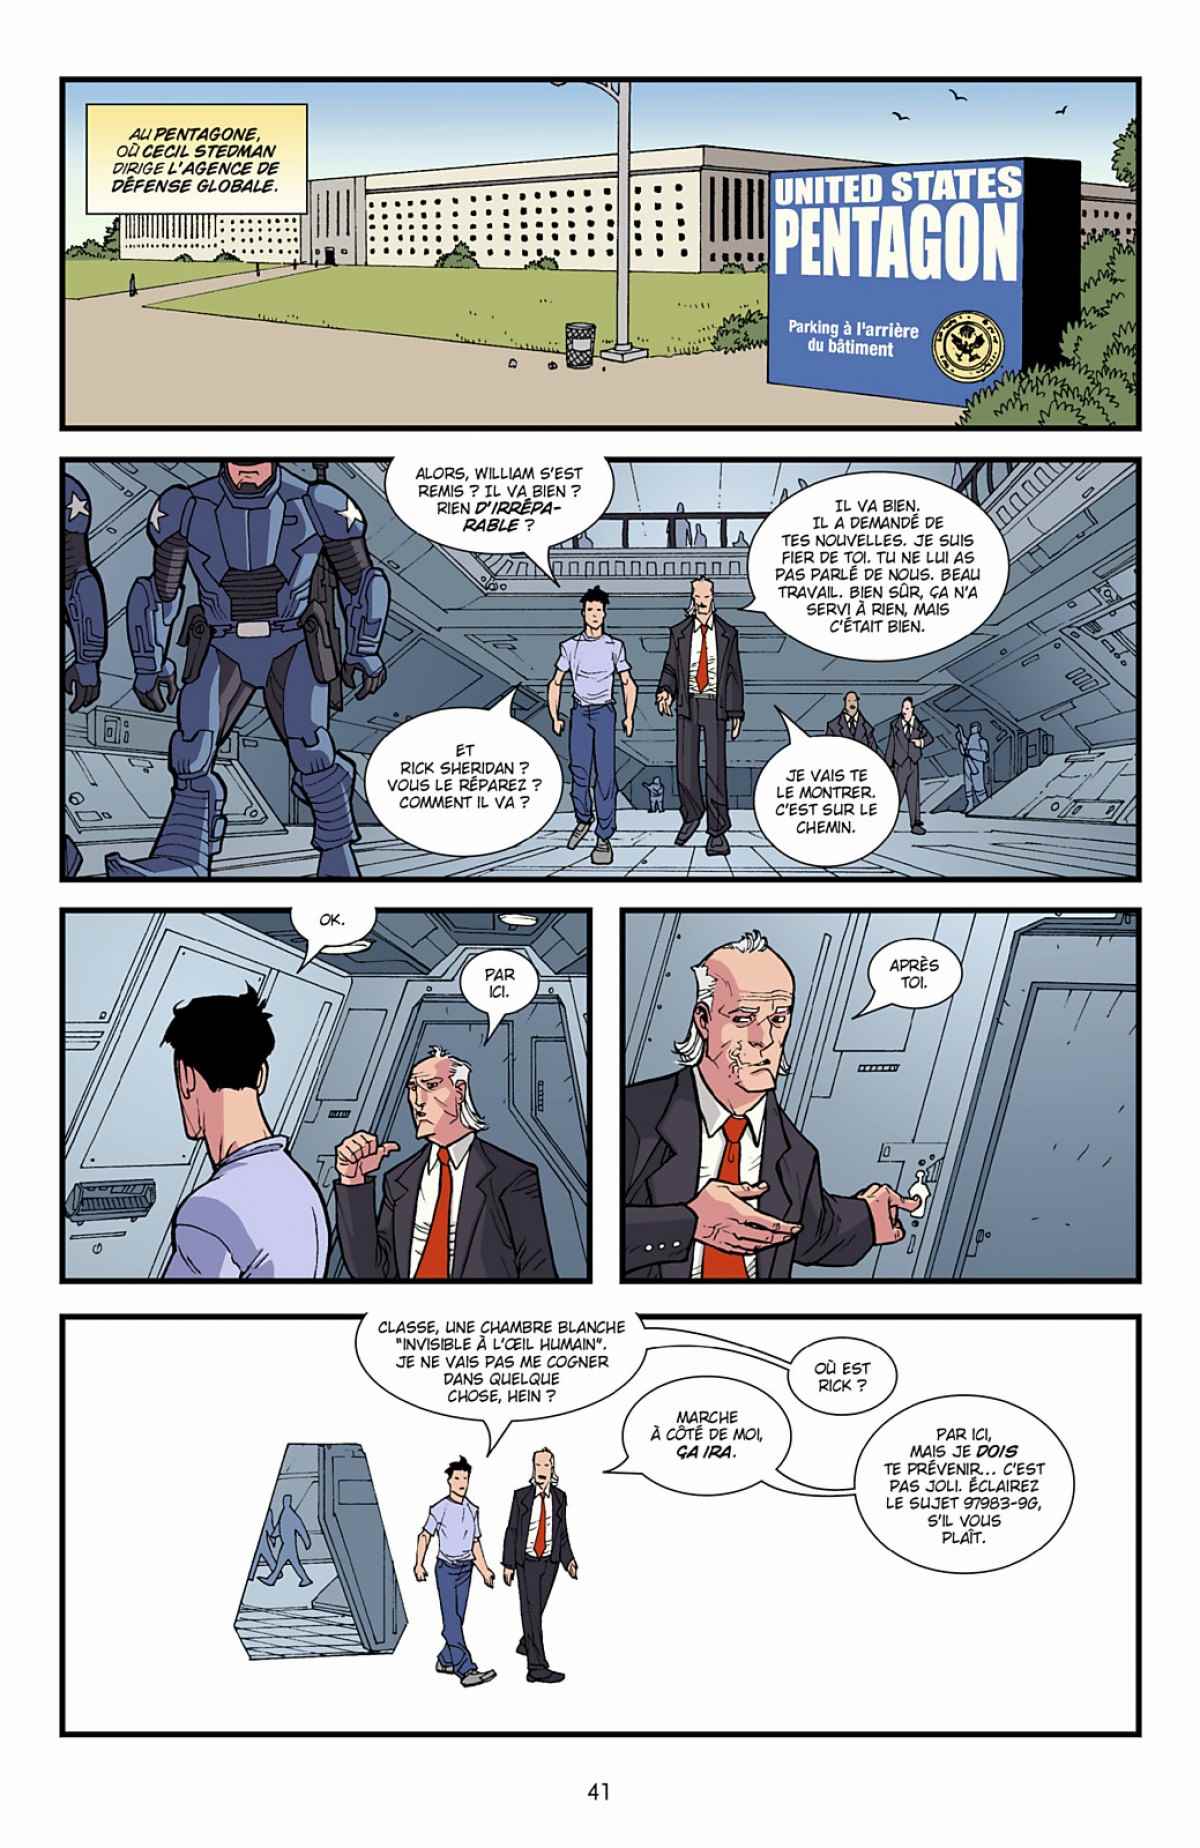 AU PENTAGONE,
OÙ CECIL STEDMAN
DIRIGE L'AGENCE DE
DÉFENSE GLOBALE.
UNITED STATES
PENTAGON
Parking à l'arrière
du bâtiment
ALORS, WILLIAM S'EST
REMIS ? IL VA BIEN ?
RIEN D'IRRÉPA-
RABLE ?
IL VA BIEN.
IL A DEMANDÉ DE
TES NOUVELLES. JE SUIS
FIER DE TOI. TU NE LUI AS
PAS PARLÉ DE NOUS. BEAU
TRAVAIL. BIEN SÛR, ÇA N'A
SERVI À RIEN, MAIS
C'ÉTAIT BIEN.
ET
RICK SHERIDAN ?
VOUS LE RÉPAREZ ?
COMMENT IL VA ?
JE VAIS TE
LE MONTRER.
C'EST SUR LE
CHEMIN.
OK.
PAR
ICI.
APRÈS
TOI.
CLASSE, UNE CHAMBRE BLANCHE
"INVISIBLE À L'ŒIL HUMAIN".
JE NE VAIS PAS ME COGNER
DANS QUELQUE
CHOSE, HEIN ?
OÙ EST
RICK ?
MARCHE
À CÔTÉ DE MOI,
ÇA IRA.
PAR ICI,
MAIS JE DOIS
TE PRÉVENIR... C'EST
PAS JOLI. ÉCLAIREZ
LE SUJET 97983-9G,
S'IL VOUS
PLAÎT.
41